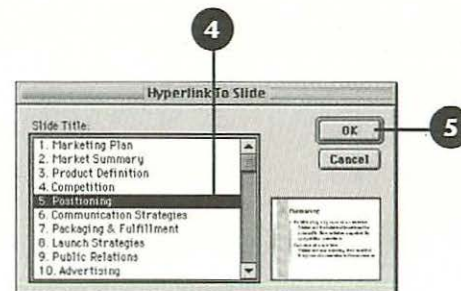 4
Hyperlink To Slide
Slide Title:
1. Marketing Plan
2. Market Summary
3. Product Definition
4. Competition
5. Positioning
6. Communication Strategies
7. Packaging & Fulfillment
8. Launch Strategies
9. Public Relations
10. Advertising
OK
5
Cancel
Positioning